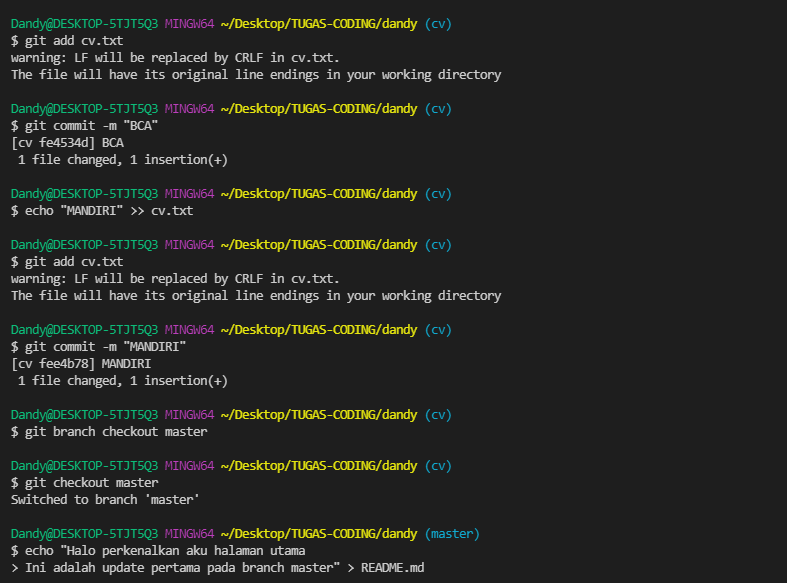 Dandy@DESKTOP-5TJT5Q3 MINGW64 ~/Desktop/TUGAS-CODING/dandy (cv)
$ git add cv.txt
warning: LF will be replaced by CRLF in cv.txt.
The file will have its original line endings in your working directory
Dandy@DESKTOP-5TJT5Q3 MINGW64 ~/Desktop/TUGAS-CODING/dandy (cv)
$ git commit -m "BCA"
[cv fe4534d] BCA
 1 file changed, 1 insertion(+)
Dandy@DESKTOP-5TJT5Q3 MINGW64 ~/Desktop/TUGAS-CODING/dandy (cv)
$ echo "MANDIRI" >> cv.txt
Dandy@DESKTOP-5TJT5Q3 MINGW64 ~/Desktop/TUGAS-CODING/dandy (cv)
$ git add cv.txt
warning: LF will be replaced by CRLF in cv.txt.
The file will have its original line endings in your working directory
Dandy@DESKTOP-5TJT5Q3 MINGW64 ~/Desktop/TUGAS-CODING/dandy (cv)
$ git commit -m "MANDIRI"
[cv fee4b78] MANDIRI
 1 file changed, 1 insertion(+)
Dandy@DESKTOP-5TJT5Q3 MINGW64 ~/Desktop/TUGAS-CODING/dandy (cv)
$ git branch checkout master
Dandy@DESKTOP-5TJT5Q3 MINGW64 ~/Desktop/TUGAS-CODING/dandy (cv)
$ git checkout master
Switched to branch 'master'
Dandy@DESKTOP-5TJT5Q3 MINGW64 ~/Desktop/TUGAS-CODING/dandy (master)
$ echo "Halo perkenalkan aku halaman utama
> Ini adalah update pertama pada branch master" > README.md